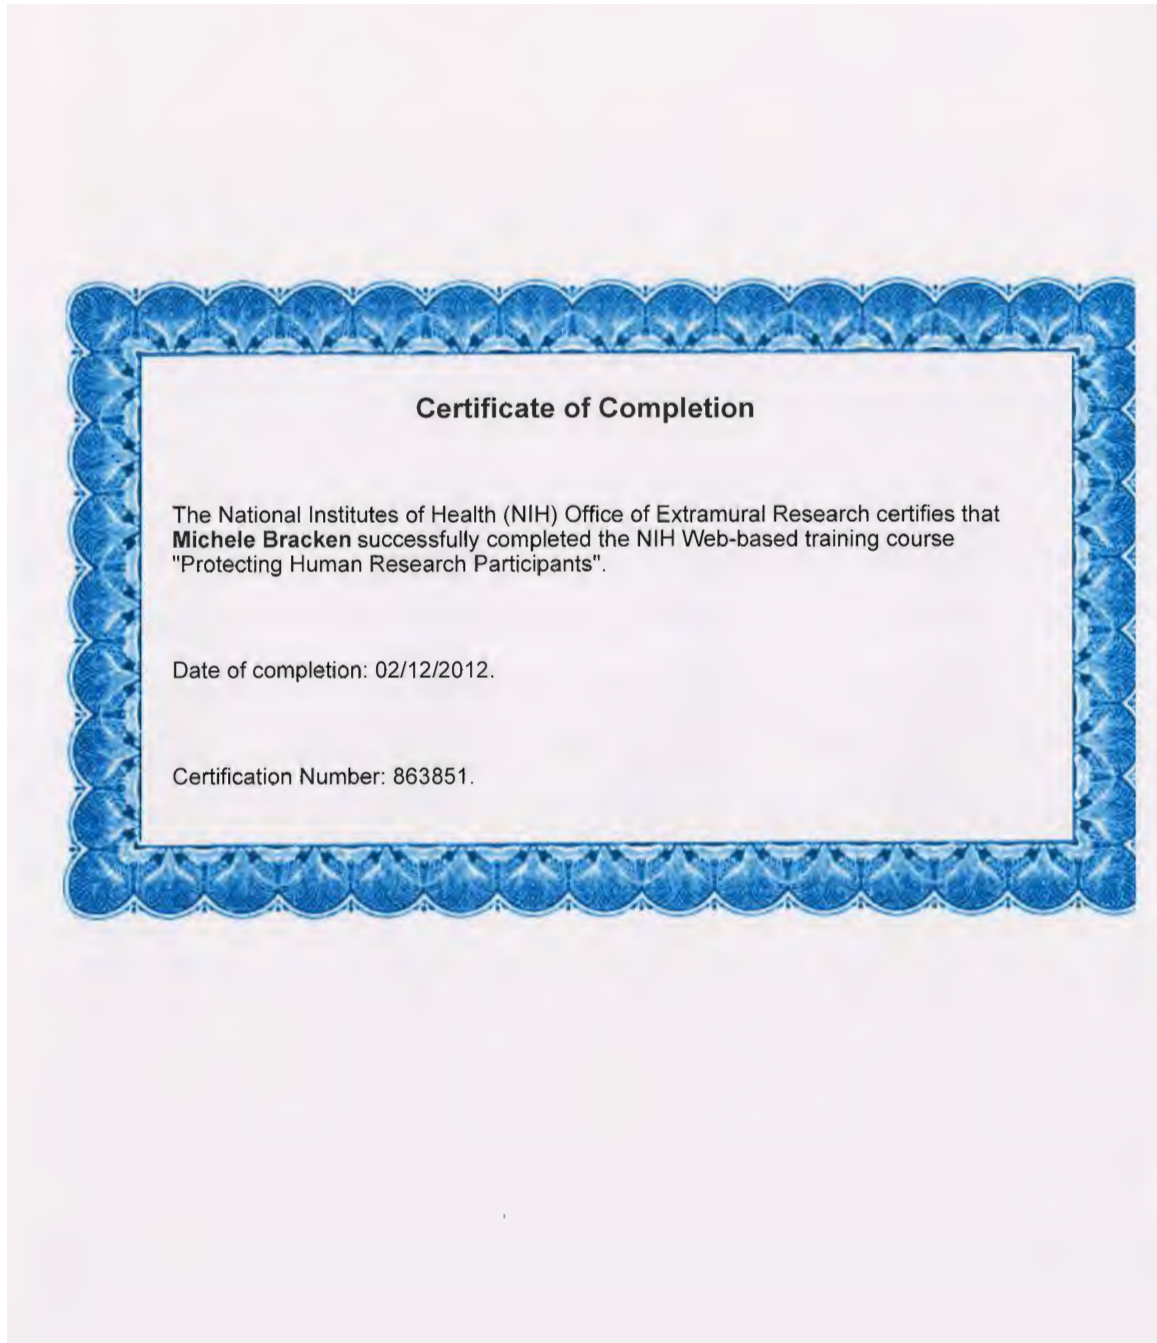 Certificate of Completion
The National Institutes of Health (NIH) Office of Extramural Research certifies that
Michele Bracken successfully completed the NIH Web-based training course
"Protecting Human Research Participants".
Date of completion: 02/12/2012.
Certification Number: 863851.